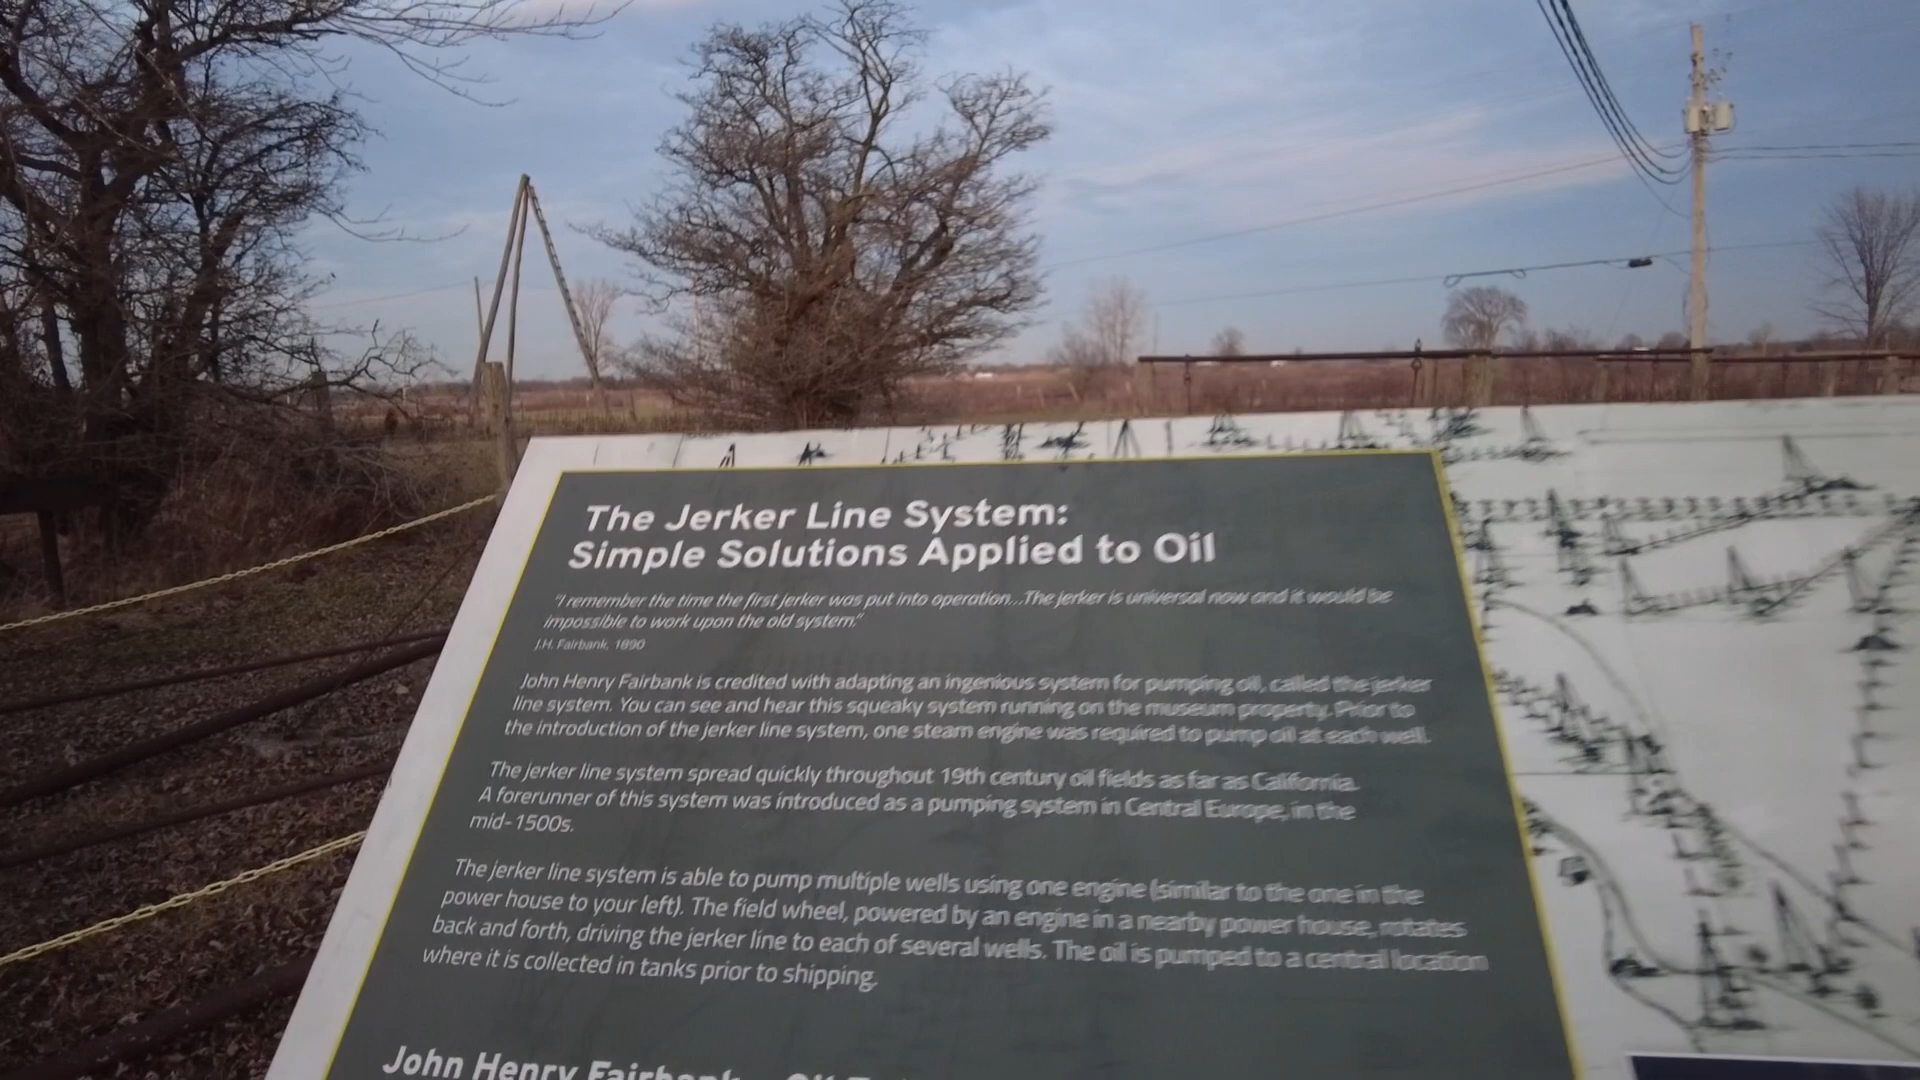 The Jerker Line System:
Simple Solutions Applied to Oil
"I remember the time the first jerker was put into operation...The jerker is universal now and it would be
impossible to work upon the old system."
J.H. Fairbank, 1890
John Henry Fairbank is credited with adapting an ingenious system for pumping oil, called the jerker
line system. You can see and hear this squeaky system running on the museum property. Prior to
the introduction of the jerker line system, one steam engine was required to pump oil at each well.
The jerker line system spread quickly throughout 19th century oil fields as far as California.
A forerunner of this system was introduced as a pumping system in Central Europe, in the
mid-1500s.
The jerker line system is able to pump multiple wells using one engine (similar to the one in the
power house to your left). The field wheel, powered by an engine in a nearby power house, rotates
back and forth, driving the jerker line to each of several wells. The oil is pumped to a central location
where it is collected in tanks prior to shipping.
John Henry Fairbank